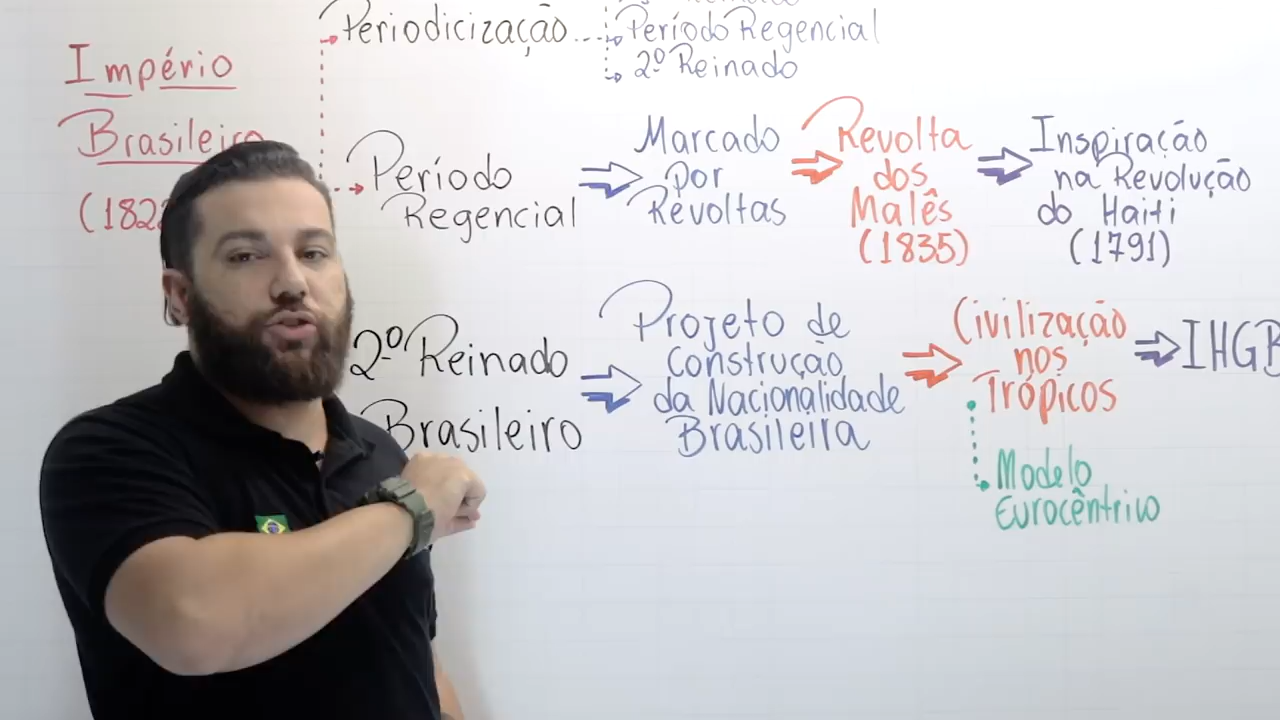 Periodicização
Período Regencial
2º Reinado
Império
Brasileiro
(1822
Período
Regencial
Marcado
por
Revoltas
Revolta
dos
Malês
(1835)
Inspiração
na Revolução
do Haiti
(1791)
2º Reinado
Brasileiro
Projeto de
Construção
da Nacionalidade
Brasileira
Civilização
nos
Trópicos
IHGB
Modelo
Eurocêntrico